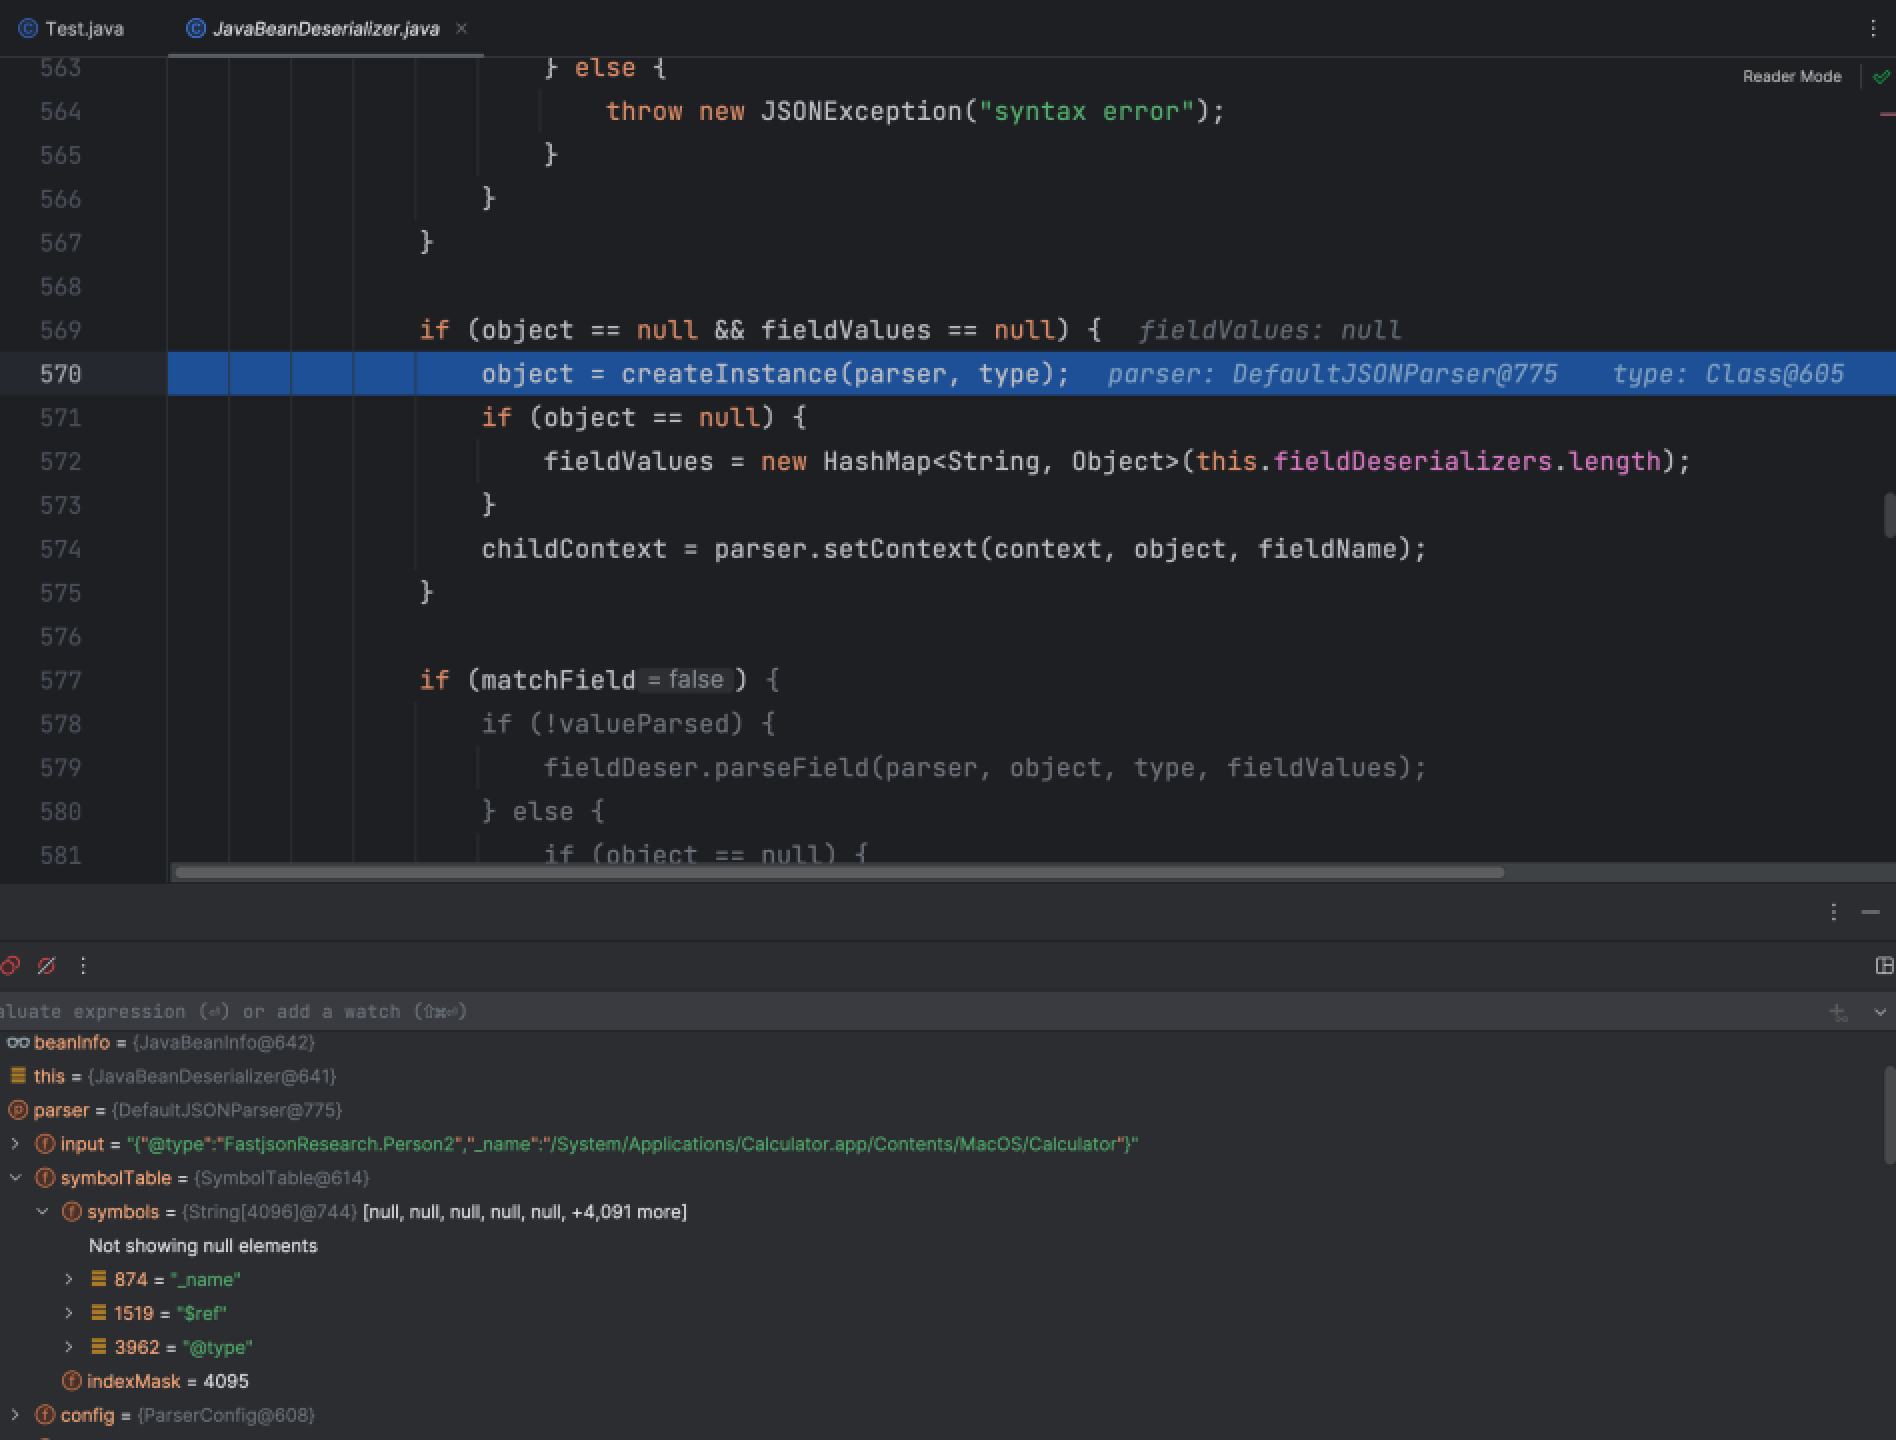 Test.java
JavaBeanDeserializer.java
Reader Mode
563 } else {
564 throw new JSONException("syntax error");
565 }
566 }
567 }
568
569 if (object == null && fieldValues == null) { fieldValues: null
570 object = createInstance(parser, type); parser: DefaultJSONParser@775 type: Class@605
571 if (object == null) {
572 fieldValues = new HashMap<String, Object>(this.fieldDeserializers.length);
573 }
574 childContext = parser.setContext(context, object, fieldName);
575 }
576
577 if (matchField = false ) {
578 if (!valueParsed) {
579 fieldDeser.parseField(parser, object, type, fieldValues);
580 } else {
581 if (object == null) {
aluate expression (⏎) or add a watch (⇧⌘⏎)
beanInfo = {JavaBeanInfo@642}
this = {JavaBeanDeserializer@641}
parser = {DefaultJSONParser@775}
input = "{"@type":"FastjsonResearch.Person2","_name":"/System/Applications/Calculator.app/Contents/MacOS/Calculator"}"
symbolTable = {SymbolTable@614}
symbols = {String[4096]@744} [null, null, null, null, null, +4,091 more]
Not showing null elements
874 = "_name"
1519 = "$ref"
3962 = "@type"
indexMask = 4095
config = {ParserConfig@608}